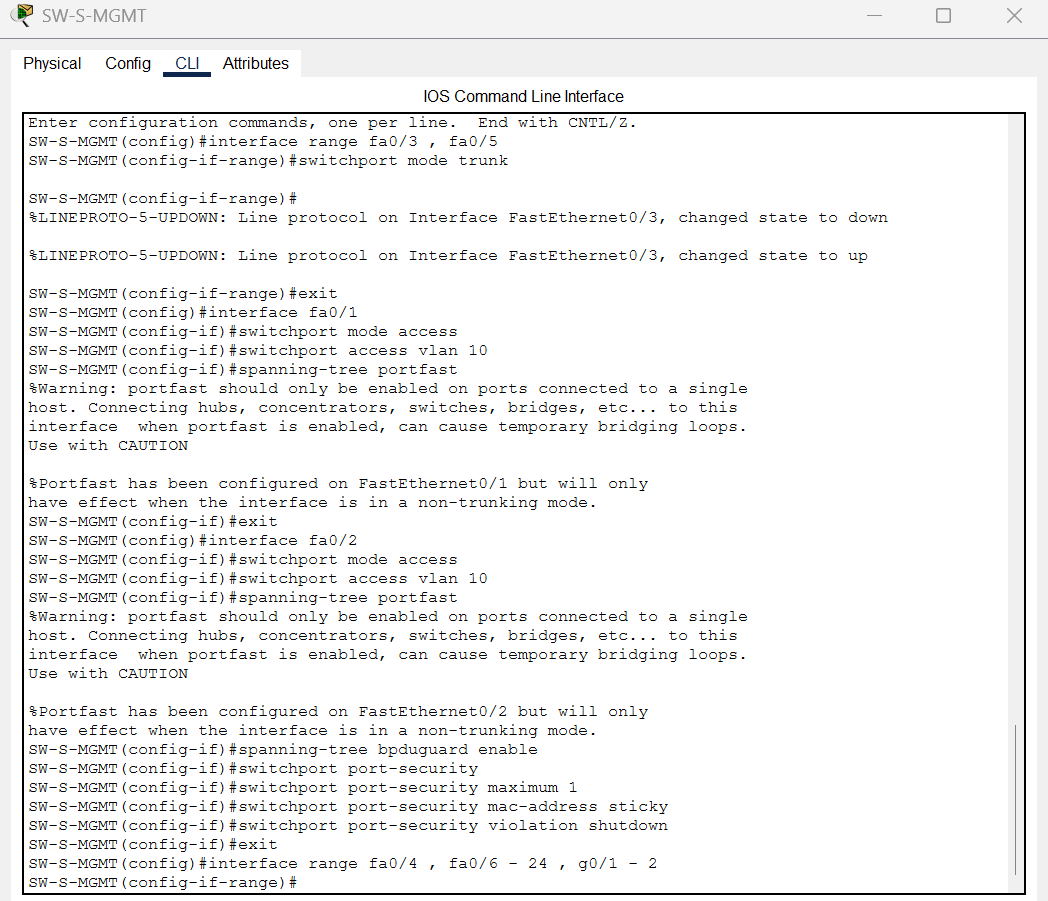 SW-S-MGMT
Physical Config CLI Attributes
IOS Command Line Interface
Enter configuration commands, one per line.  End with CNTL/Z.
SW-S-MGMT(config)#interface range fa0/3 , fa0/5
SW-S-MGMT(config-if-range)#switchport mode trunk
SW-S-MGMT(config-if-range)#
%LINEPROTO-5-UPDOWN: Line protocol on Interface FastEthernet0/3, changed state to down
%LINEPROTO-5-UPDOWN: Line protocol on Interface FastEthernet0/3, changed state to up
SW-S-MGMT(config-if-range)#exit
SW-S-MGMT(config)#interface fa0/1
SW-S-MGMT(config-if)#switchport mode access
SW-S-MGMT(config-if)#switchport access vlan 10
SW-S-MGMT(config-if)#spanning-tree portfast
%Warning: portfast should only be enabled on ports connected to a single
host. Connecting hubs, concentrators, switches, bridges, etc... to this
interface  when portfast is enabled, can cause temporary bridging loops.
Use with CAUTION
%Portfast has been configured on FastEthernet0/1 but will only
have effect when the interface is in a non-trunking mode.
SW-S-MGMT(config-if)#exit
SW-S-MGMT(config)#interface fa0/2
SW-S-MGMT(config-if)#switchport mode access
SW-S-MGMT(config-if)#switchport access vlan 10
SW-S-MGMT(config-if)#spanning-tree portfast
%Warning: portfast should only be enabled on ports connected to a single
host. Connecting hubs, concentrators, switches, bridges, etc... to this
interface  when portfast is enabled, can cause temporary bridging loops.
Use with CAUTION
%Portfast has been configured on FastEthernet0/2 but will only
have effect when the interface is in a non-trunking mode.
SW-S-MGMT(config-if)#spanning-tree bpduguard enable
SW-S-MGMT(config-if)#switchport port-security
SW-S-MGMT(config-if)#switchport port-security maximum 1
SW-S-MGMT(config-if)#switchport port-security mac-address sticky
SW-S-MGMT(config-if)#switchport port-security violation shutdown
SW-S-MGMT(config-if)#exit
SW-S-MGMT(config)#interface range fa0/4 , fa0/6 - 24 , g0/1 - 2
SW-S-MGMT(config-if-range)#